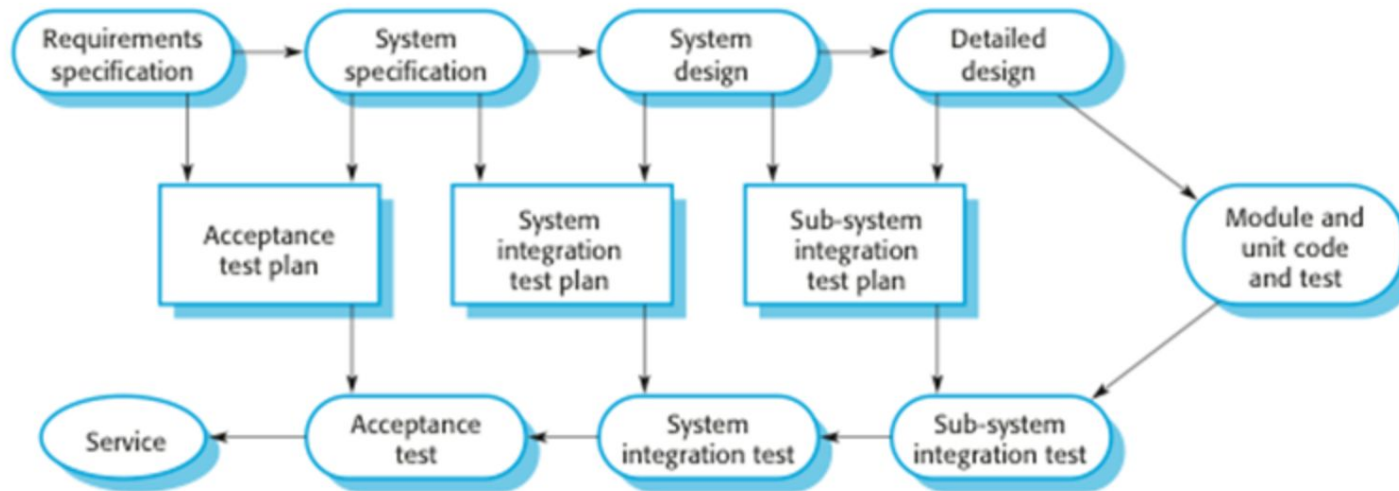 Requirements
specification
System
specification
System
design
Detailed
design
Acceptance
test plan
System
integration
test plan
Sub-system
integration
test plan
Module and
unit code
and test
Service
Acceptance
test
System
integration test
Sub-system
integration test